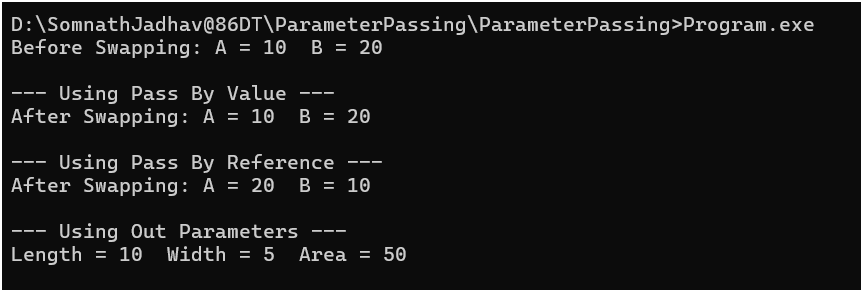 D:\SomnathJadhav@86DT\ParameterPassing\ParameterPassing>Program.exe
Before Swapping: A = 10  B = 20
--- Using Pass By Value ---
After Swapping: A = 10  B = 20
--- Using Pass By Reference ---
After Swapping: A = 20  B = 10
--- Using Out Parameters ---
Length = 10  Width = 5  Area = 50